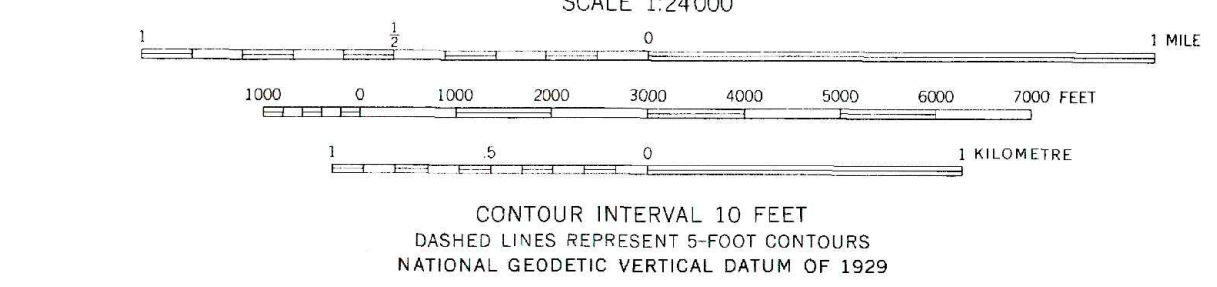 SCALE 1:24000
1 1/2 0 1 MILE
1000 0 1000 2000 3000 4000 5000 6000 7000 FEET
1 .5 0 1 KILOMETRE
CONTOUR INTERVAL 10 FEET
DASHED LINES REPRESENT 5-FOOT CONTOURS
NATIONAL GEODETIC VERTICAL DATUM OF 1929